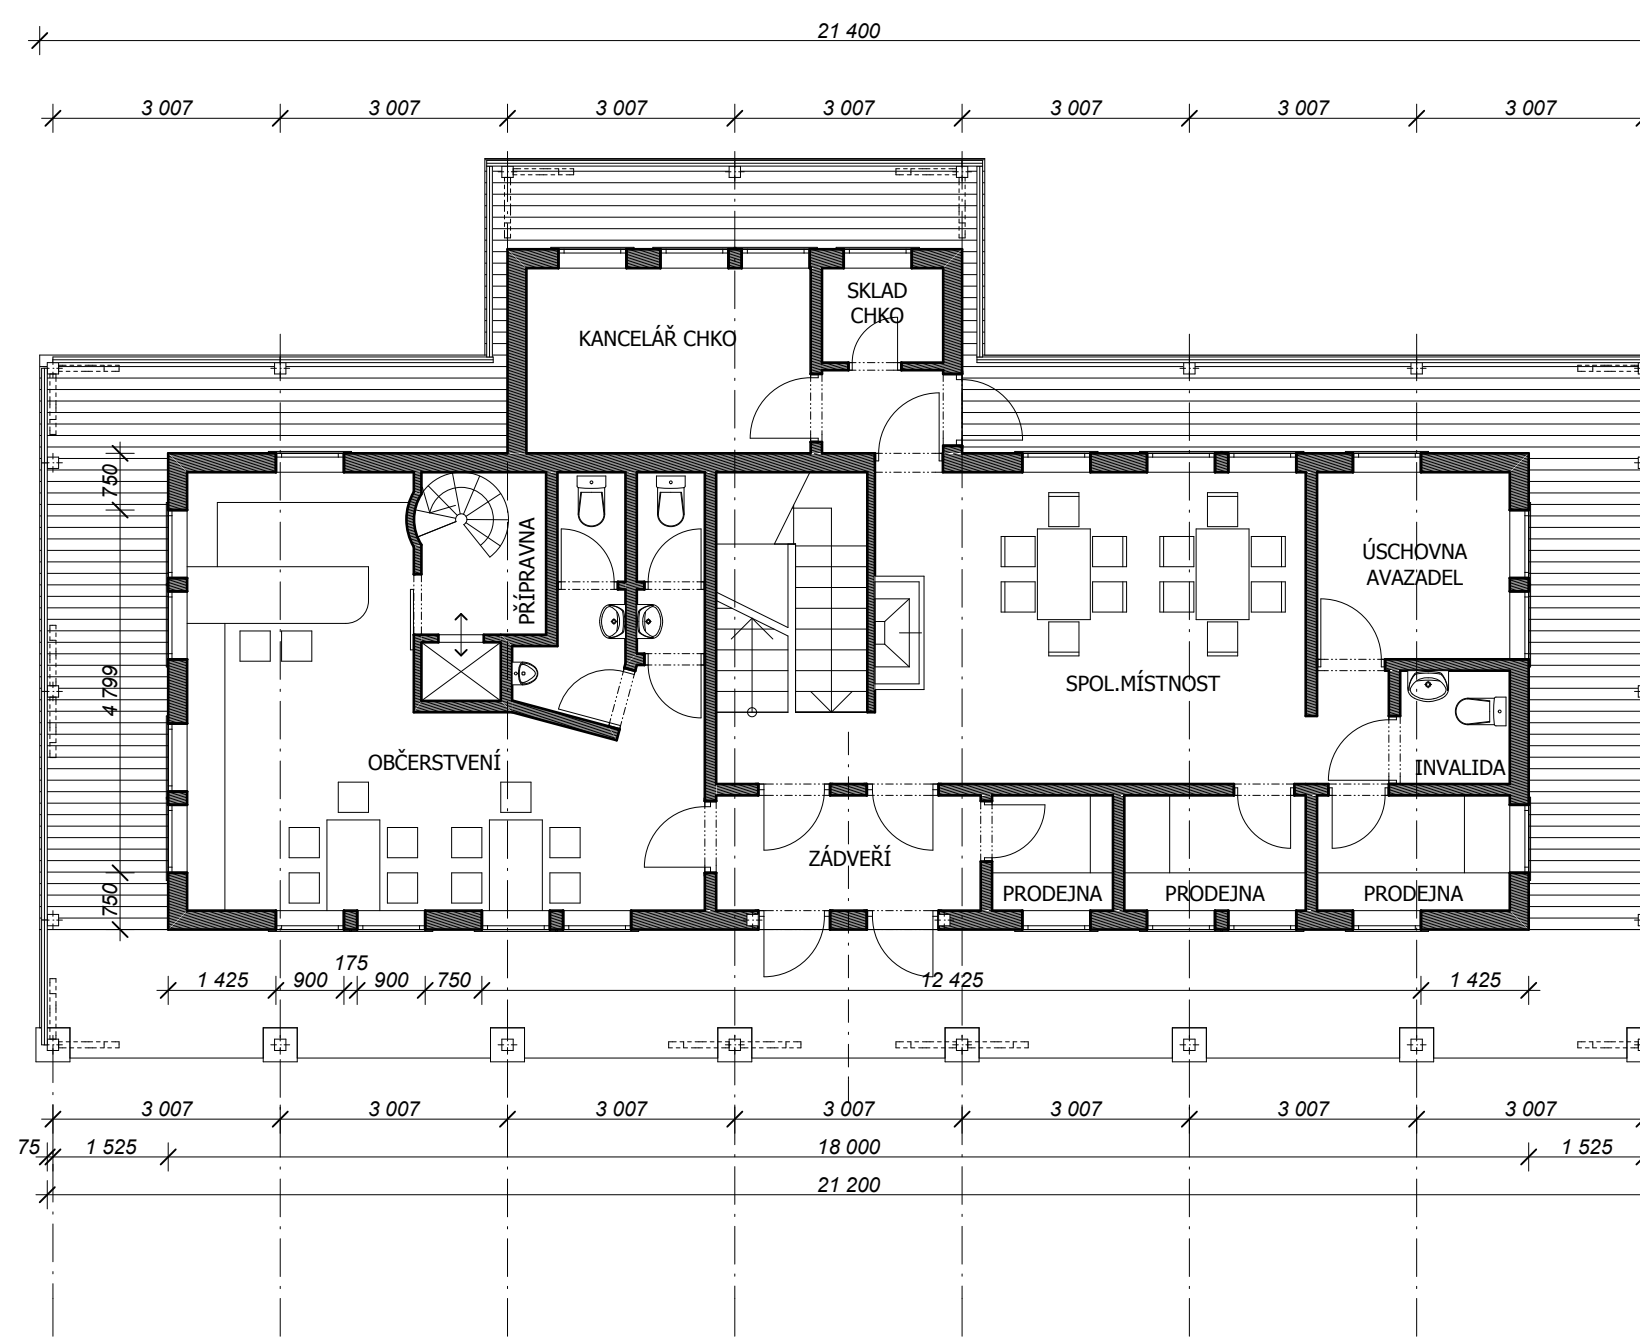 21 400
3 007 3 007 3 007 3 007 3 007 3 007 3 007
SKLAD
CHKO
KANCELÁŘ CHKO
750
PŘÍPRAVNA
ÚSCHOVNA
AVAZADEL
4 799
SPOL.MÍSTNOST
OBČERSTVENÍ
INVALIDA
ZÁDVEŘÍ
750
PRODEJNA PRODEJNA PRODEJNA
175
1 425 900 900 750 12 425 1 425
3 007 3 007 3 007 3 007 3 007 3 007 3 007
75 1 525 18 000 1 525
21 200